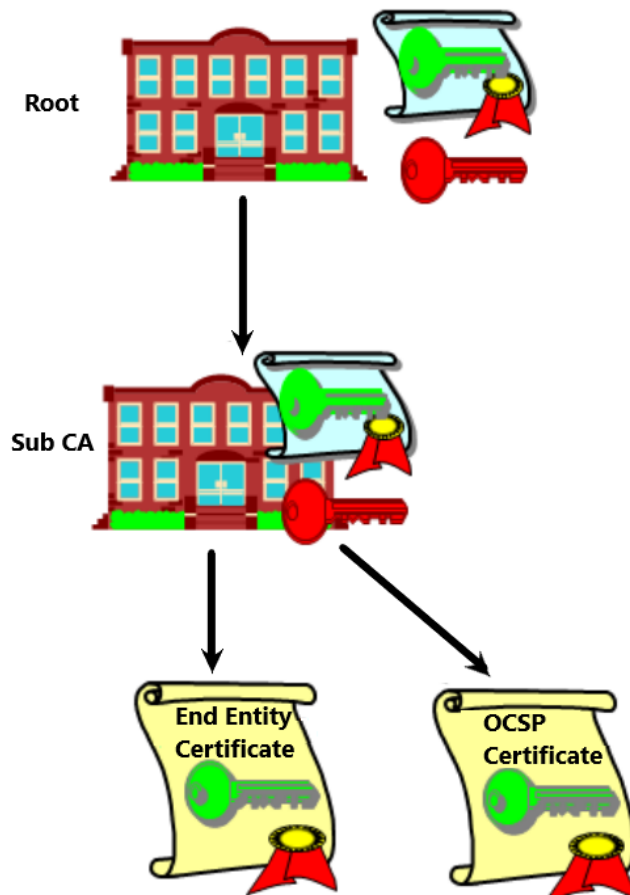 Root
Sub CA
End Entity
Certificate
OCSP
Certificate